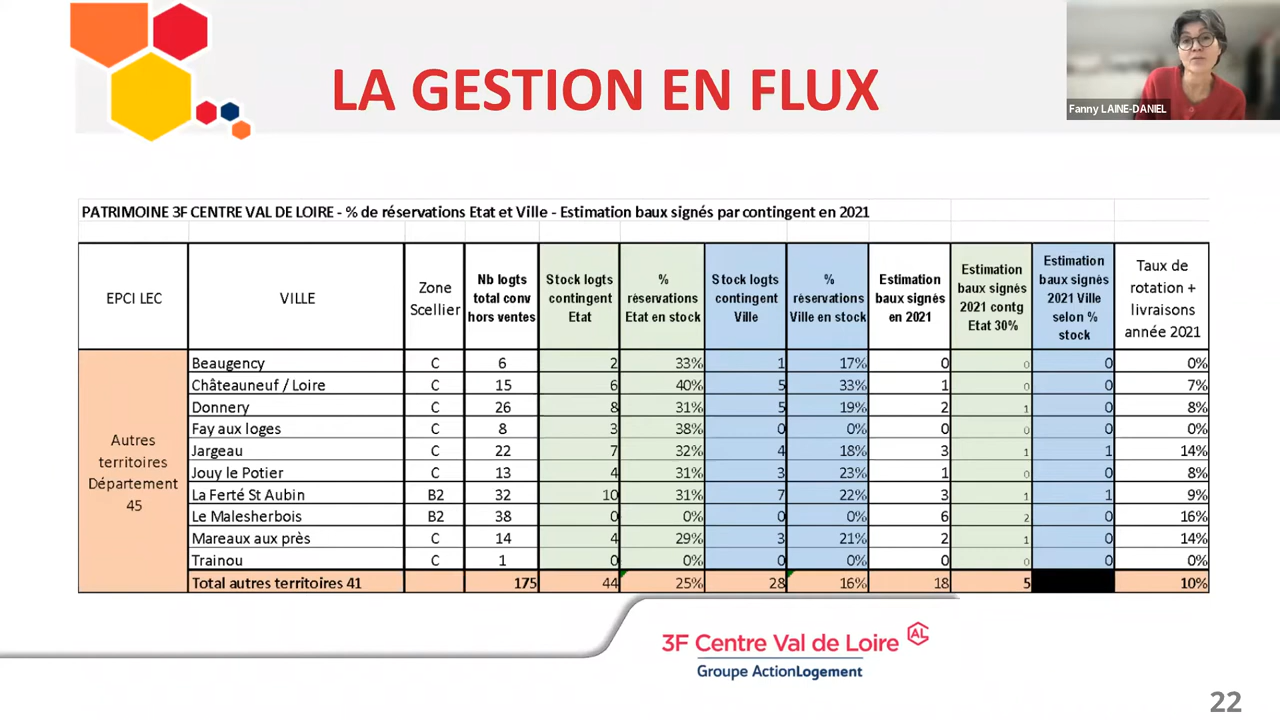 LA GESTION EN FLUX
Fanny LAINE-DANIEL
PATRIMOINE 3F CENTRE VAL DE LOIRE - % de réservations Etat et Ville - Estimation baux signés par contingent en 2021
EPCI LEC
VILLE
Zone
Scellier
Nb logts
total conv
hors ventes
Stock logts
contingent
Etat
%
réservations
Etat en stock
Stock logts
contingent
Ville
%
réservations
Ville en stock
Estimation
baux signés
en 2021
Estimation
baux signés
2021 contg
Etat 30%
Estimation
baux signés
2021 Ville
selon %
stock
Taux de
rotation +
livraisons
année 2021
Autres
territoires
Département
45
Beaugency C 6 2 33% 1 17% 0 0 0 0%
Châteauneuf / Loire C 15 6 40% 5 33% 1 0 0 7%
Donnery C 26 8 31% 5 19% 2 1 0 8%
Fay aux loges C 8 3 38% 0 0% 0 0 0 0%
Jargeau C 22 7 32% 4 18% 3 1 1 14%
Jouy le Potier C 13 4 31% 3 23% 1 0 0 8%
La Ferté St Aubin B2 32 10 31% 7 22% 3 1 1 9%
Le Malesherbois B2 38 0 0% 0 0% 6 2 0 16%
Mareaux aux près C 14 4 29% 3 21% 2 1 0 14%
Trainou C 1 0 0% 0 0% 0 0 0 0%
Total autres territoires 41 175 44 25% 28 16% 18 5 10%
3F Centre Val de Loire AL
Groupe ActionLogement
22